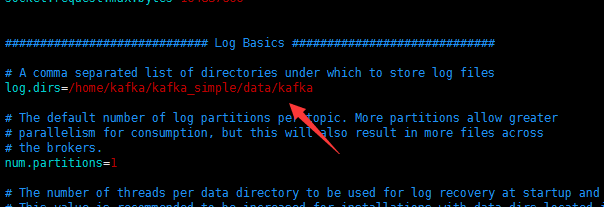 ############################# Log Basics #############################
# A comma separated list of directories under which to store log files
log.dirs=/home/kafka/kafka_simple/data/kafka
# The default number of log partitions per topic. More partitions allow greater
# parallelism for consumption, but this will also result in more files across
# the brokers.
num.partitions=1
# The number of threads per data directory to be used for log recovery at startup and